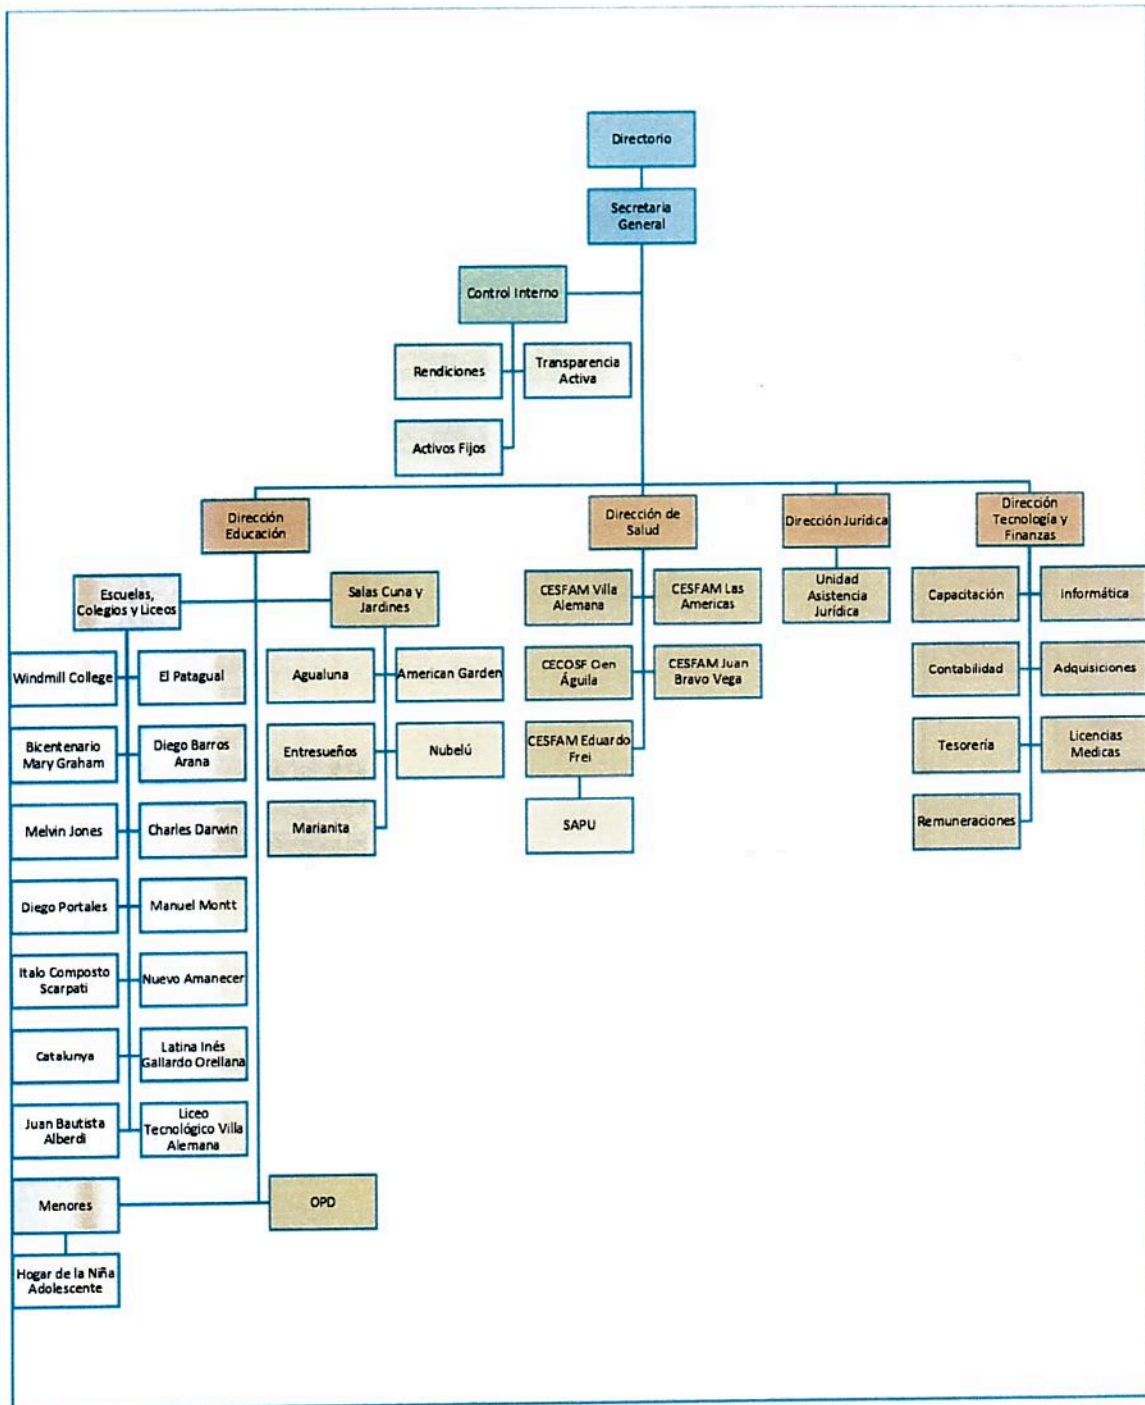 Directorio
Secretaria
General
Control Interno
Rendiciones
Transparencia
Activa
Activos Fijos
Dirección
Educación
Dirección de
Salud
Dirección Jurídica
Dirección
Tecnología y
Finanzas
Escuelas,
Colegios y Liceos
Salas Cuna y
Jardines
CESFAM Villa
Alemana
CESFAM Las
Americas
Unidad
Asistencia
Jurídica
Capacitación
Informática
Windmill College
El Patagual
Agualuna
American Garden
CECOSF Cien
Águila
CESFAM Juan
Bravo Vega
Contabilidad
Adquisiciones
Bicentenario
Mary Graham
Diego Barros
Arana
Entresueños
Nubelú
CESFAM Eduardo
Frei
Tesorería
Licencias
Medicas
Melvin Jones
Charles Darwin
Marianita
SAPU
Remuneraciones
Diego Portales
Manuel Montt
Italo Composto
Scarpati
Nuevo Amanecer
Catalunya
Latina Inés
Gallardo Orellana
Juan Bautista
Alberdi
Liceo
Tecnológico Villa
Alemana
Menores
OPD
Hogar de la Niña
Adolescente